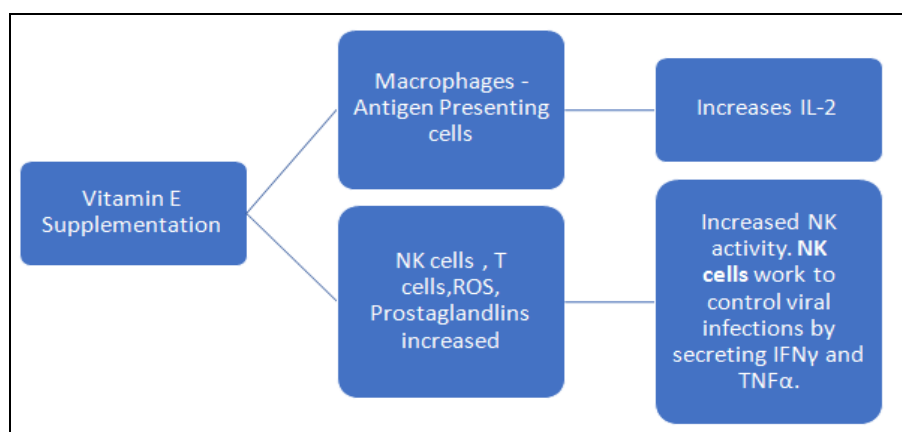 Vitamin E
Supplementation
Macrophages -
Antigen Presenting
cells
Increases IL-2
NK cells , T
cells,ROS,
Prostaglandlins
increased
Increased NK
activity. NK
cells work to
control viral
infections by
secreting IFNγ and
TNFα.